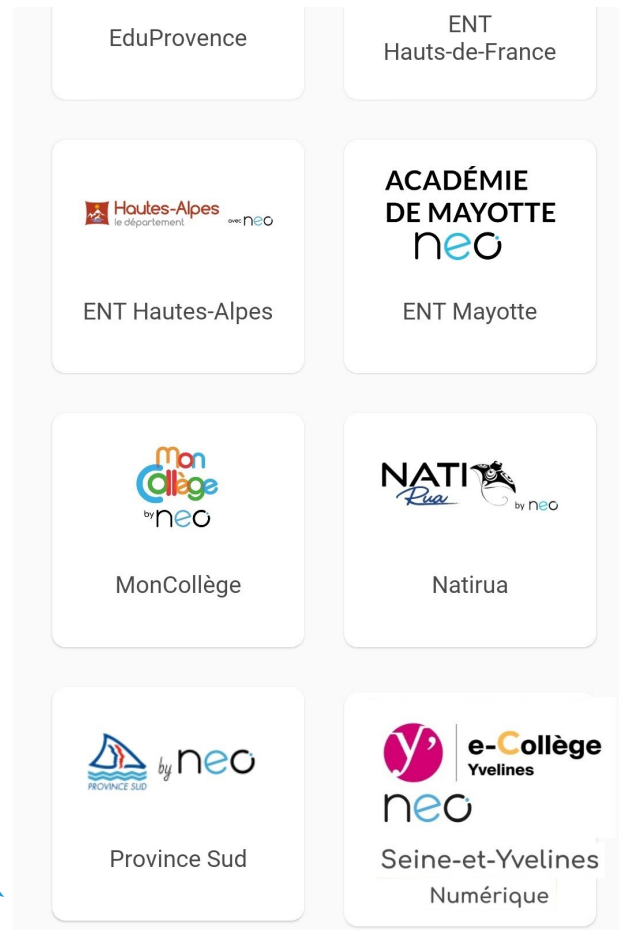 EduProvence
ENT
Hauts-de-France
Hautes-Alpes
le département
avec neo
ENT Hautes-Alpes
ACADÉMIE
DE MAYOTTE
neo
ENT Mayotte
Mon
Collège
by neo
MonCollège
NATI
Rua
by neo
Natirua
PROVINCE SUD
by neo
Province Sud
y’
e-Collège
Yvelines
neo
Seine-et-Yvelines
Numérique